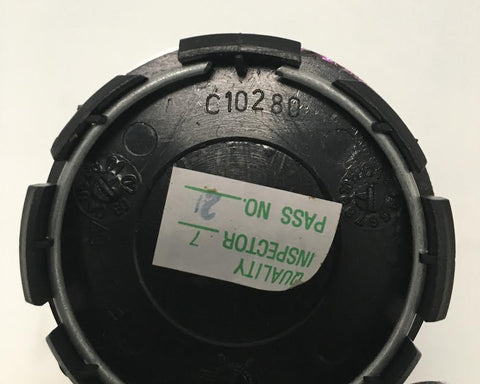 C10280
QUALITY
INSPECTOR 7
PASS NO. 21